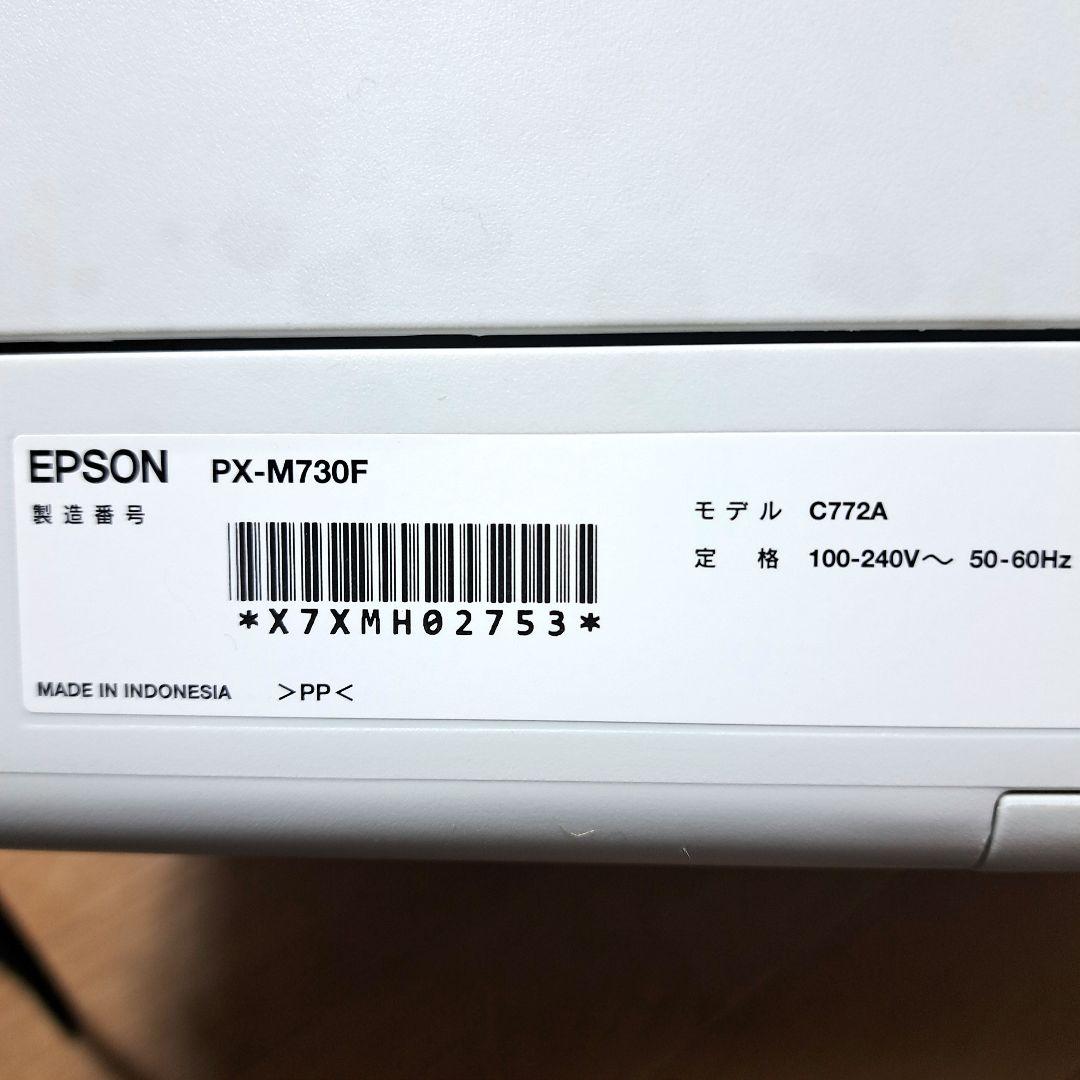 EPSON PX-M730F
製造番号
*X7XMH02753*
モデル C772A
定格 100-240V～ 50-60Hz
MADE IN INDONESIA >PP<